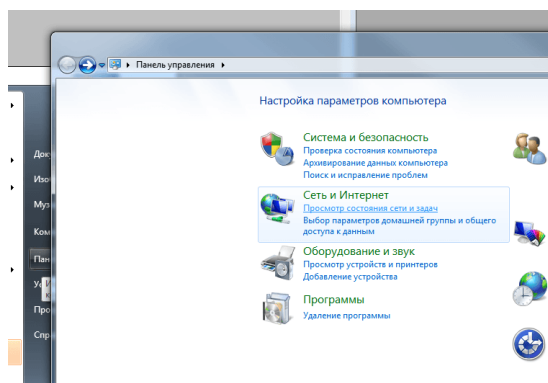 Панель управления
Настройка параметров компьютера
Система и безопасность
Проверка состояния компьютера
Архивирование данных компьютера
Поиск и исправление проблем
Сеть и Интернет
Просмотр состояния сети и задач
Выбор параметров домашней группы и общего
доступа к данным
Оборудование и звук
Просмотр устройств и принтеров
Добавление устройства
Программы
Удаление программы